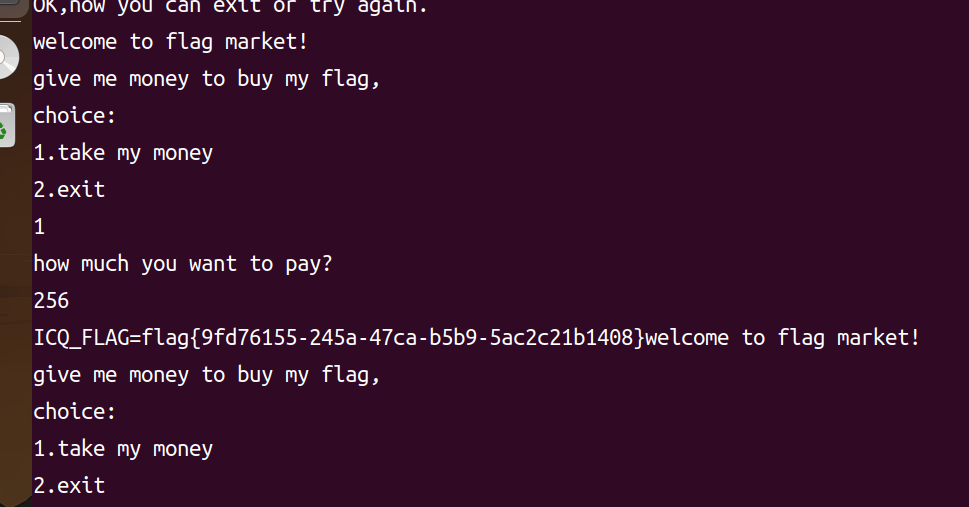 OK,now you can exit or try again.
welcome to flag market!
give me money to buy my flag,
choice:
1.take my money
2.exit
1
how much you want to pay?
256
ICQ_FLAG=flag{9fd76155-245a-47ca-b5b9-5ac2c21b1408}welcome to flag market!
give me money to buy my flag,
choice:
1.take my money
2.exit